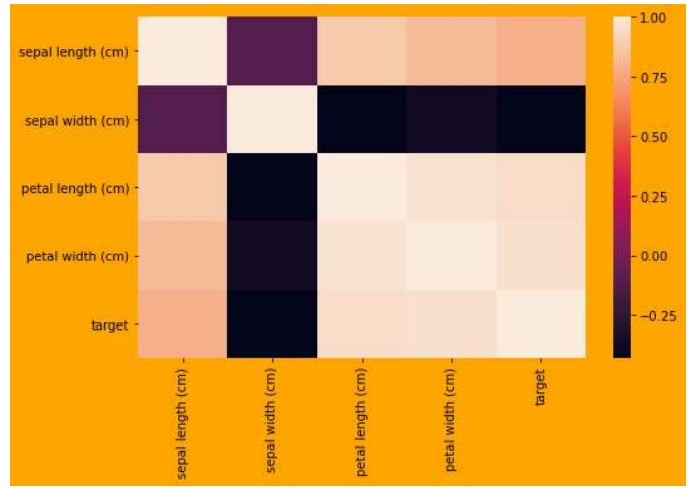 sepal length (cm)
sepal width (cm)
petal length (cm)
petal width (cm)
target
sepal length (cm)
sepal width (cm)
petal length (cm)
petal width (cm)
target
1.00
0.75
0.50
0.25
0.00
−0.25